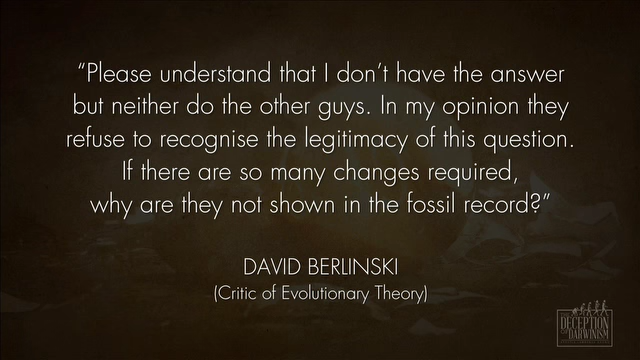 “Please understand that I don’t have the answer
but neither do the other guys. In my opinion they
refuse to recognise the legitimacy of this question.
If there are so many changes required,
why are they not shown in the fossil record?”
DAVID BERLINSKI
(Critic of Evolutionary Theory)
DECEPTION
DARWINISM